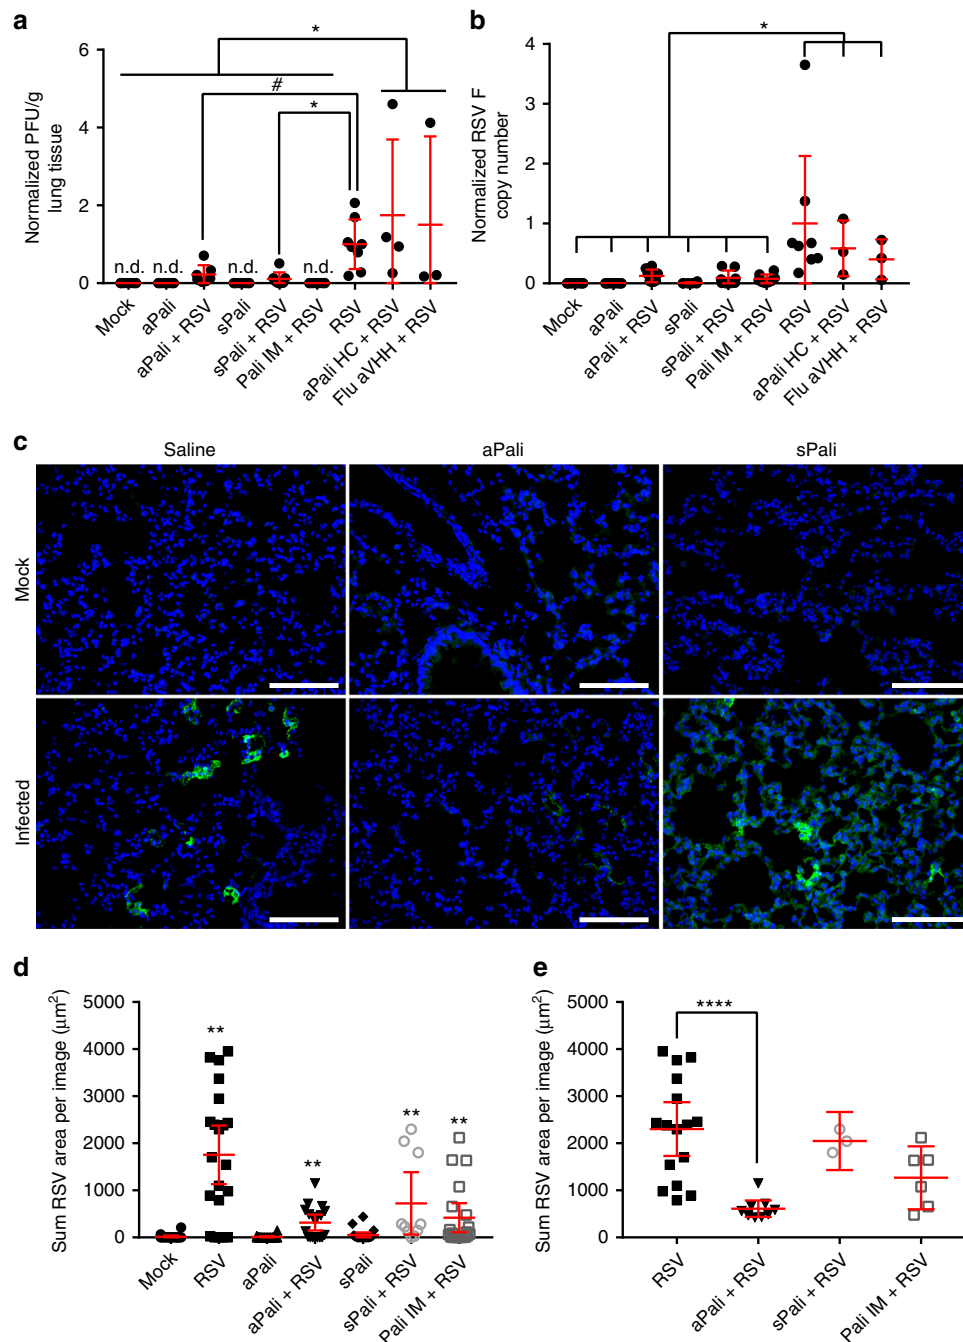 a
Normalized PFU/g
lung tissue
6
4
2
0
*
#
*
n.d.
n.d.
n.d.
n.d.
Mock
aPali
aPali + RSV
sPali
sPali + RSV
Pali IM + RSV
RSV
aPali HC + RSV
Flu aVHH + RSV
b
Normalized RSV F
copy number
4
3
2
1
0
*
Mock
aPali
aPali + RSV
sPali
sPali + RSV
Pali IM + RSV
RSV
aPali HC + RSV
Flu aVHH + RSV
c
Saline
aPali
sPali
Mock
Infected
d
Sum RSV area per image (μm²)
5000
4000
3000
2000
1000
0
**
**
**
**
Mock
RSV
aPali
aPali + RSV
sPali
sPali + RSV
Pali IM + RSV
e
Sum RSV area per image (μm²)
5000
4000
3000
2000
1000
0
****
RSV
aPali + RSV
sPali + RSV
Pali IM + RSV